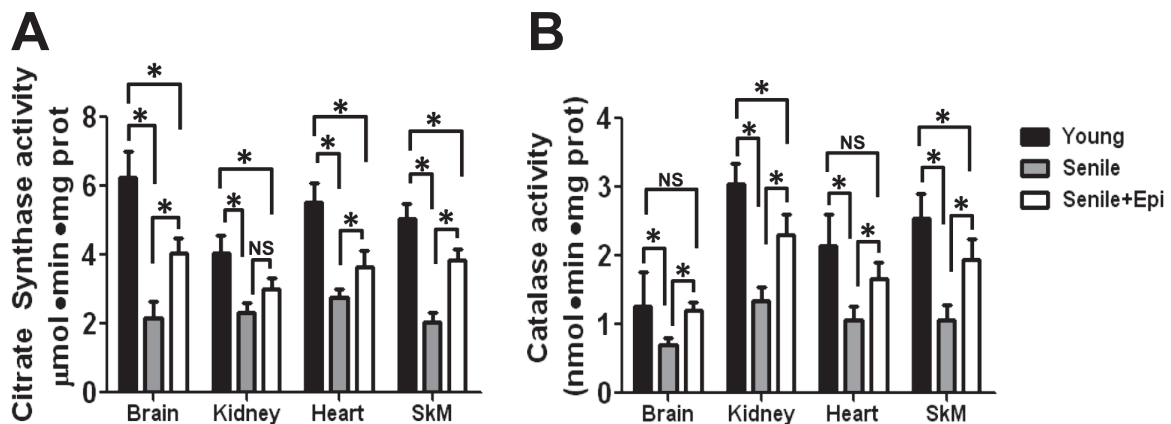 A
Citrate Synthase activity
µmol•min•mg prot
8
6
4
2
0
*
*
*
*
*
NS
*
*
*
*
*
*
Brain Kidney Heart SkM
B
Catalase activity
(nmol•min•mg prot)
4
3
2
1
0
NS
*
*
*
*
*
NS
*
*
*
*
*
Brain Kidney Heart SkM
Young
Senile
Senile+Epi